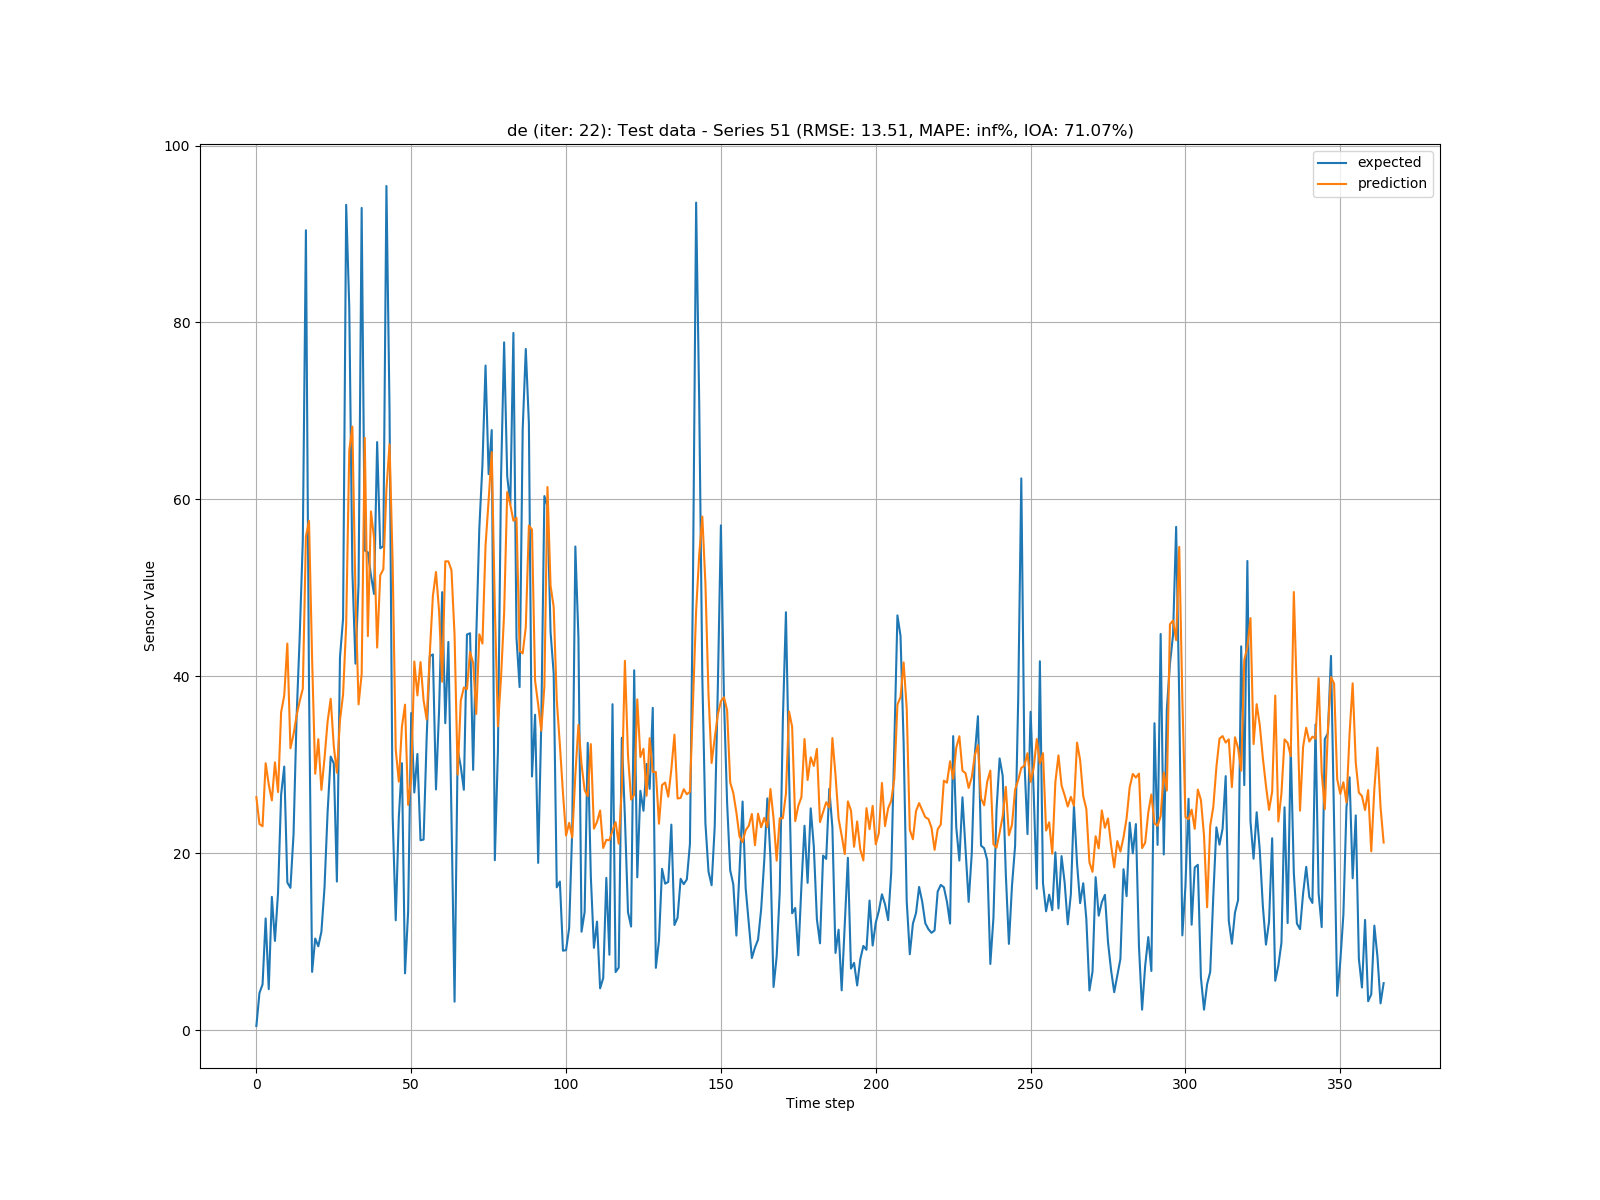 de (iter: 22): Test data - Series 51 (RMSE: 13.51, MAPE: inf%, IOA: 71.07%)
100
80
60
40
20
0
Sensor Value
expected
prediction
0 50 100 150 200 250 300 350
Time step